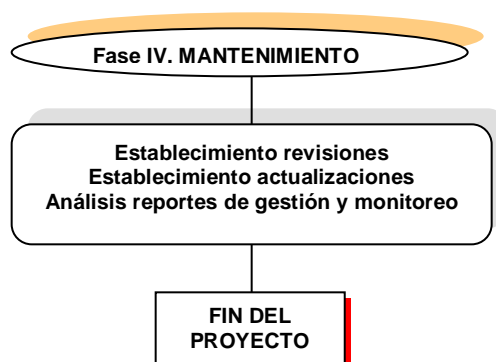 Fase IV. MANTENIMIENTO
Establecimiento revisiones
Establecimiento actualizaciones
Análisis reportes de gestión y monitoreo
FIN DEL
PROYECTO